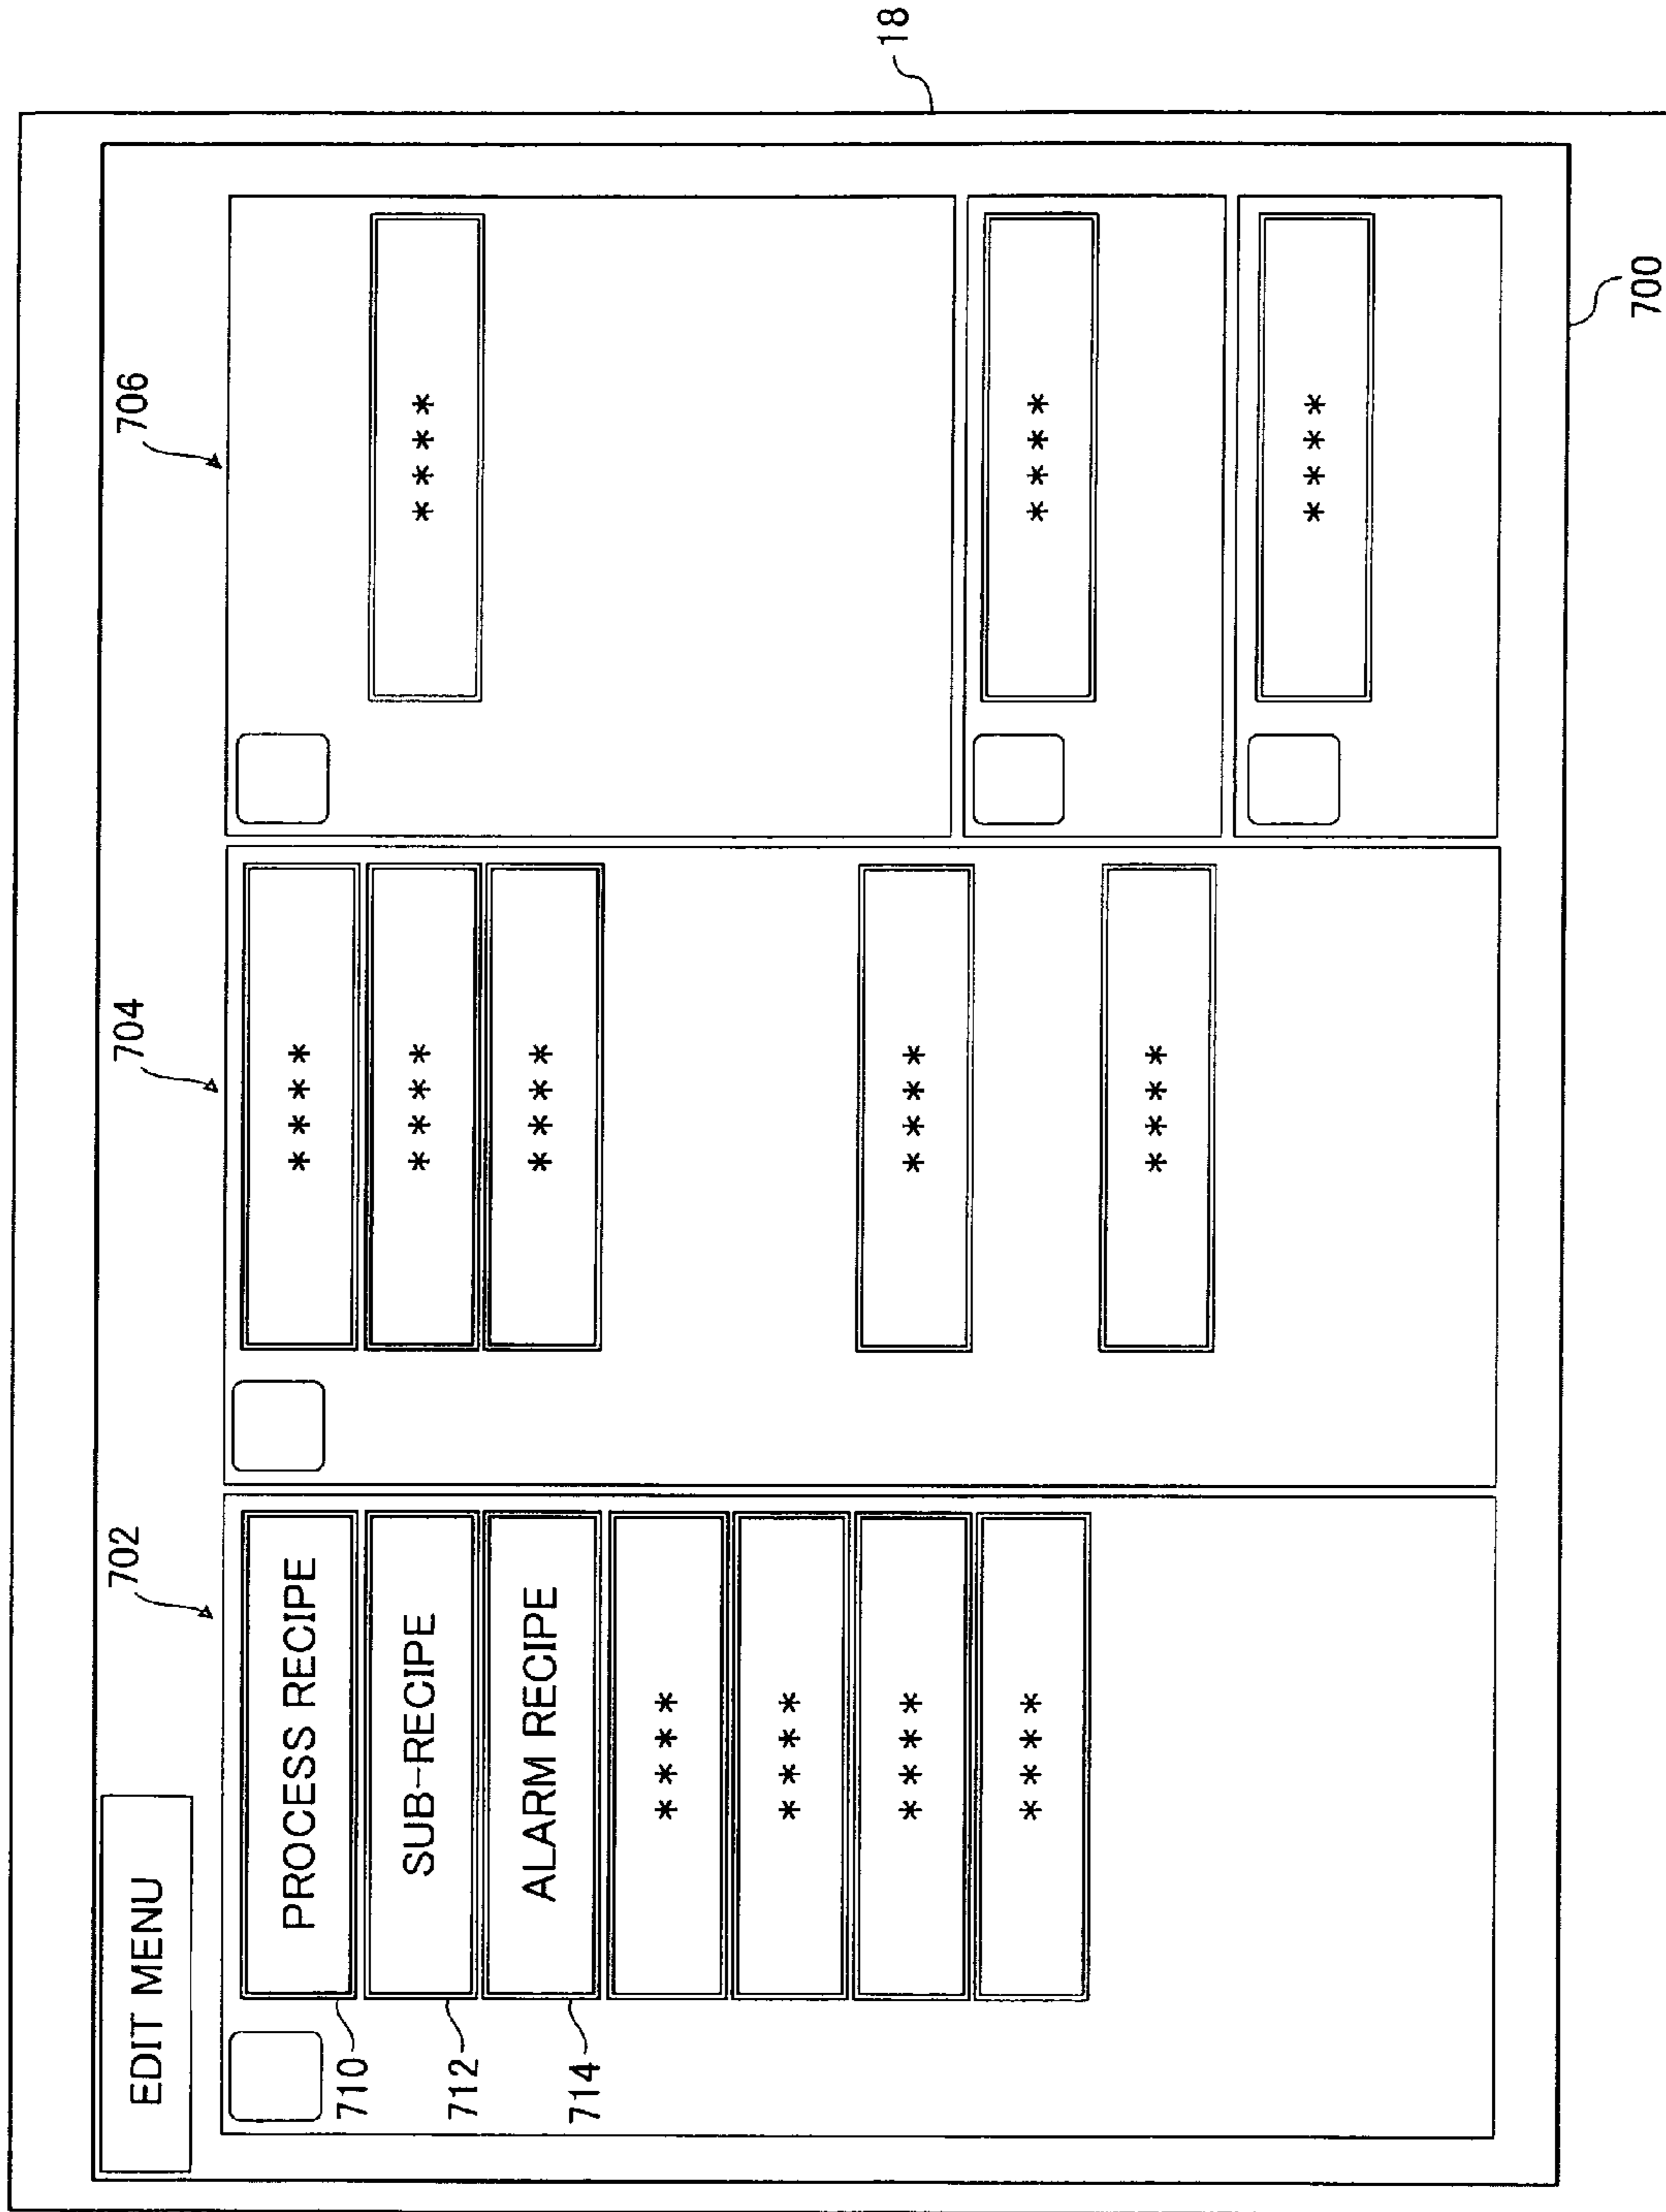 EDIT MENU
702
704
706
PROCESS RECIPE
710
SUB-RECIPE
712
ALARM RECIPE
714
* * * *
* * * *
* * * *
* * * *
* * * *
* * * *
* * * *
* * * *
* * * *
* * * *
* * * *
* * * *
18
700